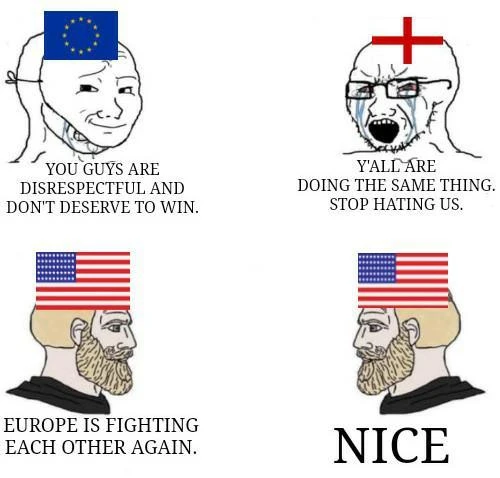 YOU GUYS ARE
DISRESPECTFUL AND
DON'T DESERVE TO WIN.
Y'ALL ARE
DOING THE SAME THING.
STOP HATING US.
EUROPE IS FIGHTING
EACH OTHER AGAIN.
NICE